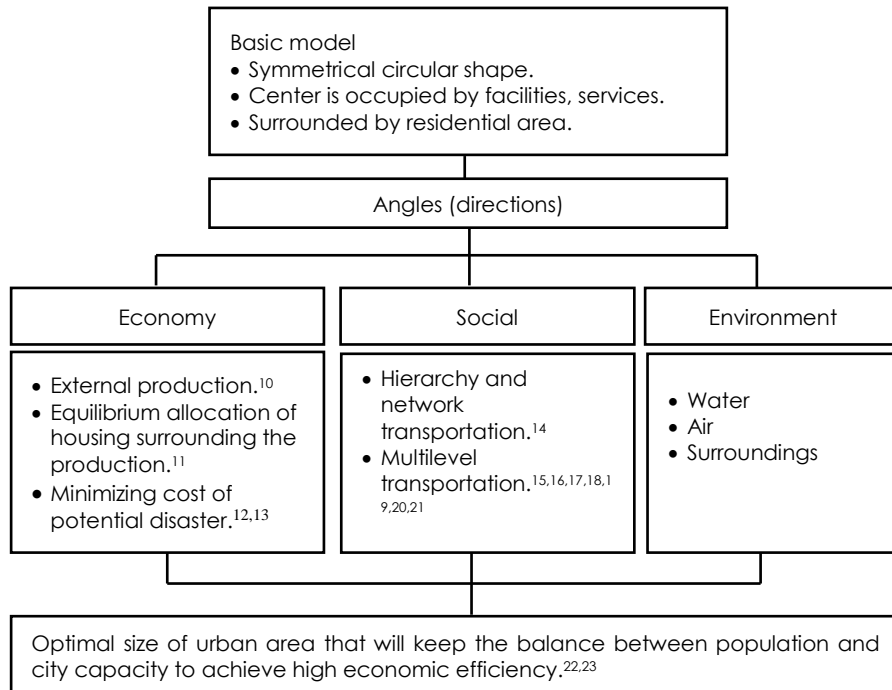 Basic model
• Symmetrical circular shape.
• Center is occupied by facilities, services.
• Surrounded by residential area.
Angles (directions)
Economy
Social
Environment
• External production.¹⁰
• Equilibrium allocation of
housing surrounding the
production.¹¹
• Minimizing cost of
potential disaster.¹²,¹³
• Hierarchy and
network
transportation.¹⁴
• Multilevel
transportation.¹⁵,¹⁶,¹⁷,¹⁸,¹
⁹,²⁰,²¹
• Water
• Air
• Surroundings
Optimal size of urban area that will keep the balance between population and
city capacity to achieve high economic efficiency.²²,²³